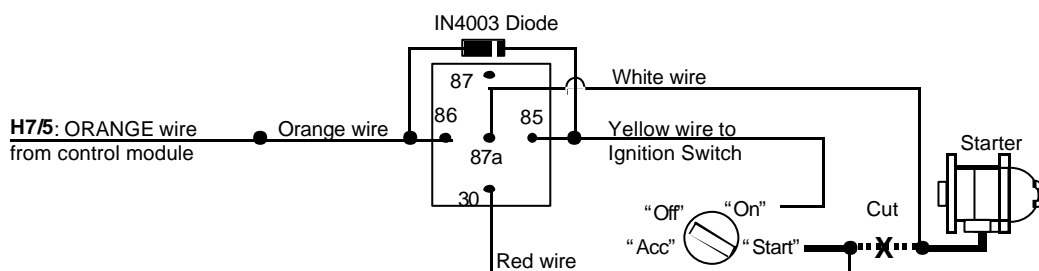 IN4003 Diode
87
White wire
H7/5: ORANGE wire
from control module
Orange wire
86
85
87a
Yellow wire to
Ignition Switch
Starter
30
"Off"
"On"
Cut
"Acc"
"Start"
X
Red wire